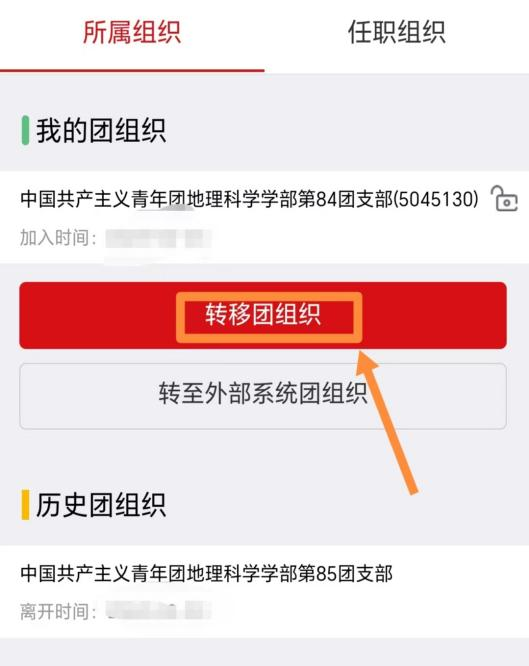 所属组织 任职组织
我的团组织
中国共产主义青年团地理科学学部第84团支部(5045130)
加入时间：
转移团组织
转至外部系统团组织
历史团组织
中国共产主义青年团地理科学学部第85团支部
离开时间：